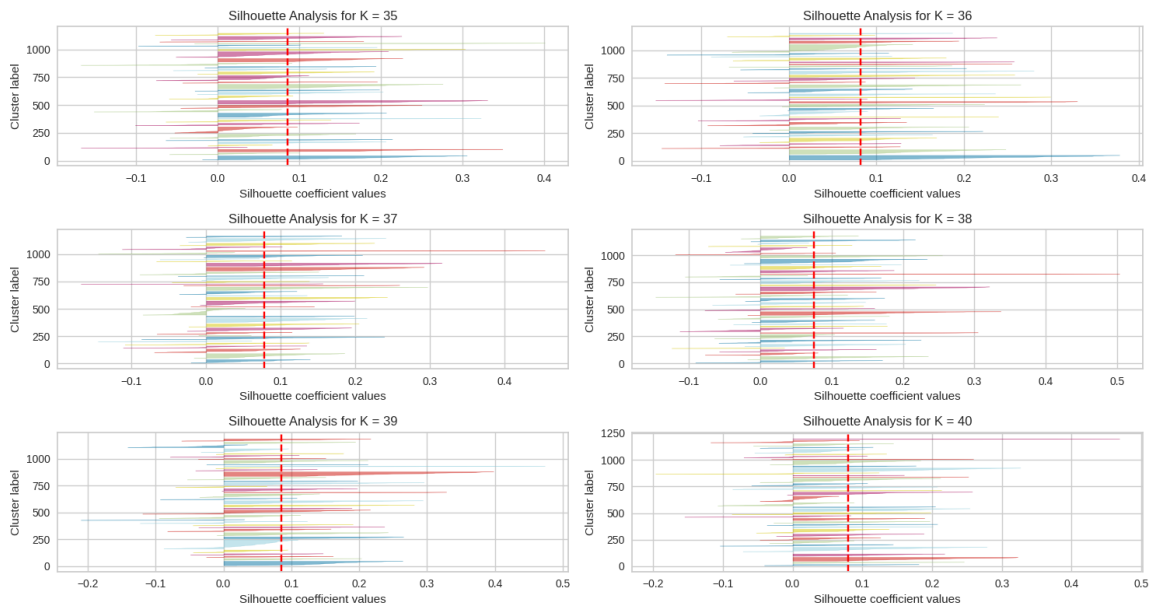 Silhouette Analysis for K = 35
Cluster label
1000
750
500
250
0
−0.1 0.0 0.1 0.2 0.3 0.4
Silhouette coefficient values
Silhouette Analysis for K = 36
Cluster label
1000
750
500
250
0
−0.1 0.0 0.1 0.2 0.3 0.4
Silhouette coefficient values
Silhouette Analysis for K = 37
Cluster label
1000
750
500
250
0
−0.1 0.0 0.1 0.2 0.3 0.4
Silhouette coefficient values
Silhouette Analysis for K = 38
Cluster label
1000
750
500
250
0
−0.1 0.0 0.1 0.2 0.3 0.4 0.5
Silhouette coefficient values
Silhouette Analysis for K = 39
Cluster label
1000
750
500
250
0
−0.2 −0.1 0.0 0.1 0.2 0.3 0.4 0.5
Silhouette coefficient values
Silhouette Analysis for K = 40
Cluster label
1250
1000
750
500
250
0
−0.2 −0.1 0.0 0.1 0.2 0.3 0.4 0.5
Silhouette coefficient values